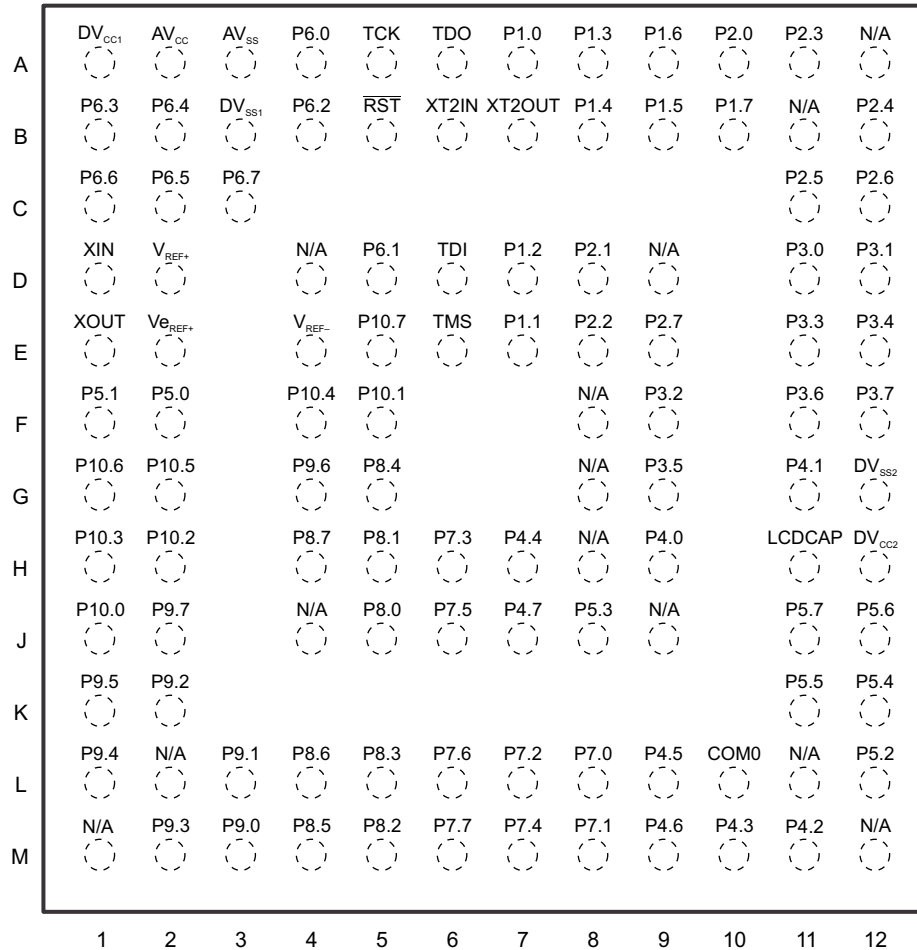 DVCC1 AVCC AVSS P6.0 TCK TDO P1.0 P1.3 P1.6 P2.0 P2.3 N/A
A
P6.3 P6.4 DVSS1 P6.2 RST XT2IN XT2OUT P1.4 P1.5 P1.7 N/A P2.4
B
P6.6 P6.5 P6.7 P2.5 P2.6
C
XIN VREF+ N/A P6.1 TDI P1.2 P2.1 N/A P3.0 P3.1
D
XOUT VeREF+ VREF– P10.7 TMS P1.1 P2.2 P2.7 P3.3 P3.4
E
P5.1 P5.0 P10.4 P10.1 N/A P3.2 P3.6 P3.7
F
P10.6 P10.5 P9.6 P8.4 N/A P3.5 P4.1 DVSS2
G
P10.3 P10.2 P8.7 P8.1 P7.3 P4.4 N/A P4.0 LCDCAP DVCC2
H
P10.0 P9.7 N/A P8.0 P7.5 P4.7 P5.3 N/A P5.7 P5.6
J
P9.5 P9.2 P5.5 P5.4
K
P9.4 N/A P9.1 P8.6 P8.3 P7.6 P7.2 P7.0 P4.5 COM0 N/A P5.2
L
N/A P9.3 P9.0 P8.5 P8.2 P7.7 P7.4 P7.1 P4.6 P4.3 P4.2 N/A
M
1 2 3 4 5 6 7 8 9 10 11 12